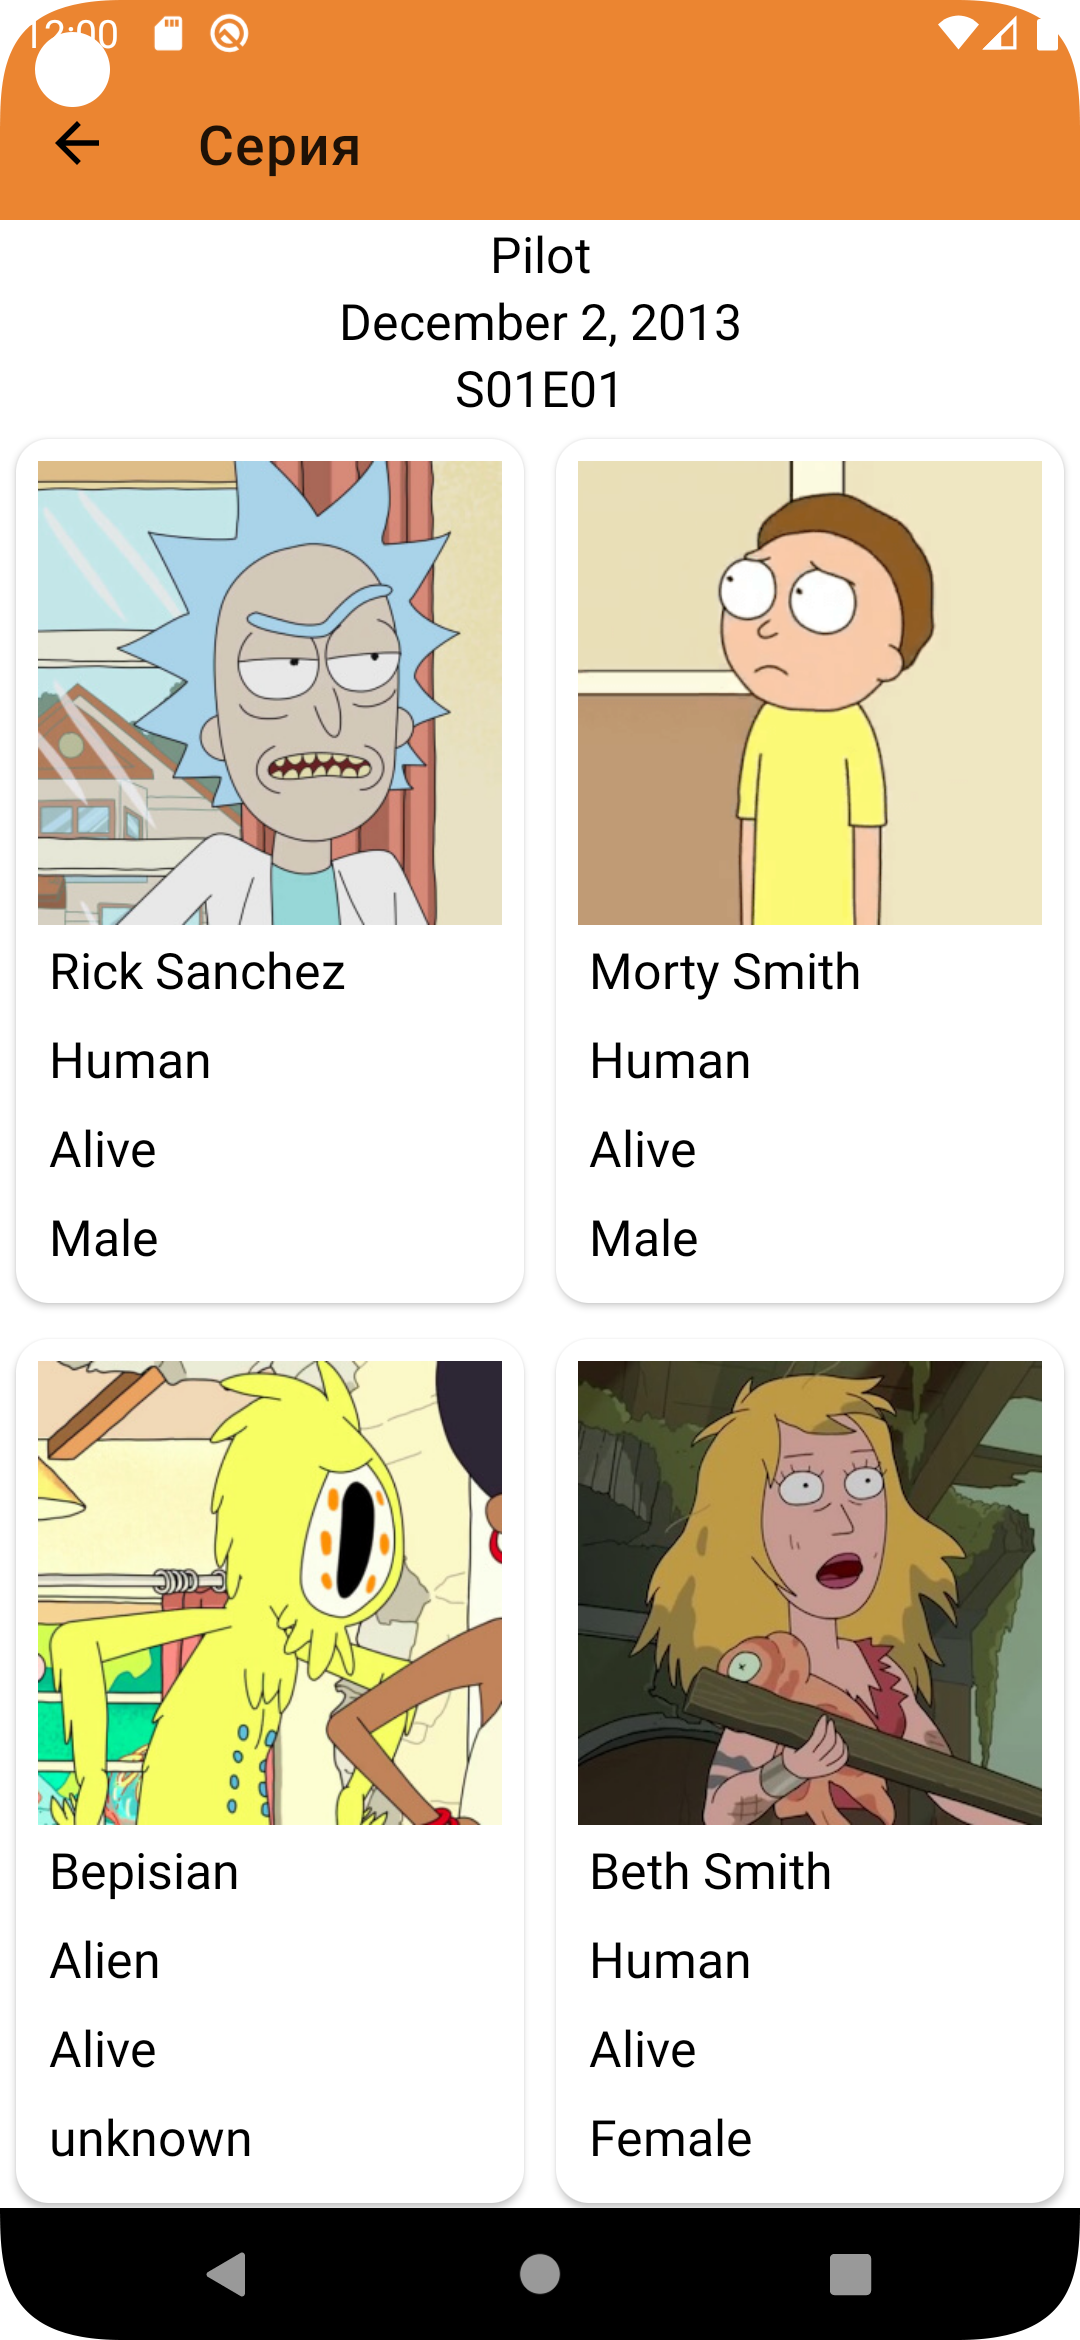 12:00
Серия
Pilot
December 2, 2013
S01E01
Rick Sanchez
Human
Alive
Male
Morty Smith
Human
Alive
Male
Bepisian
Alien
Alive
unknown
Beth Smith
Human
Alive
Female